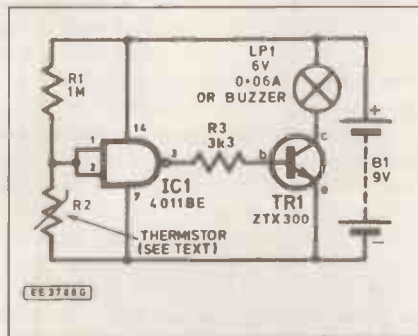 LP1
6V
0·06A
OR BUZZER
R1
1M
14
1
2
3
R3
3k3
c
b
e
+
B1
9V
IC1
4011BE
7
TR1
ZTX300
R2
THERMISTOR
(SEE TEXT)
−
EE3788G